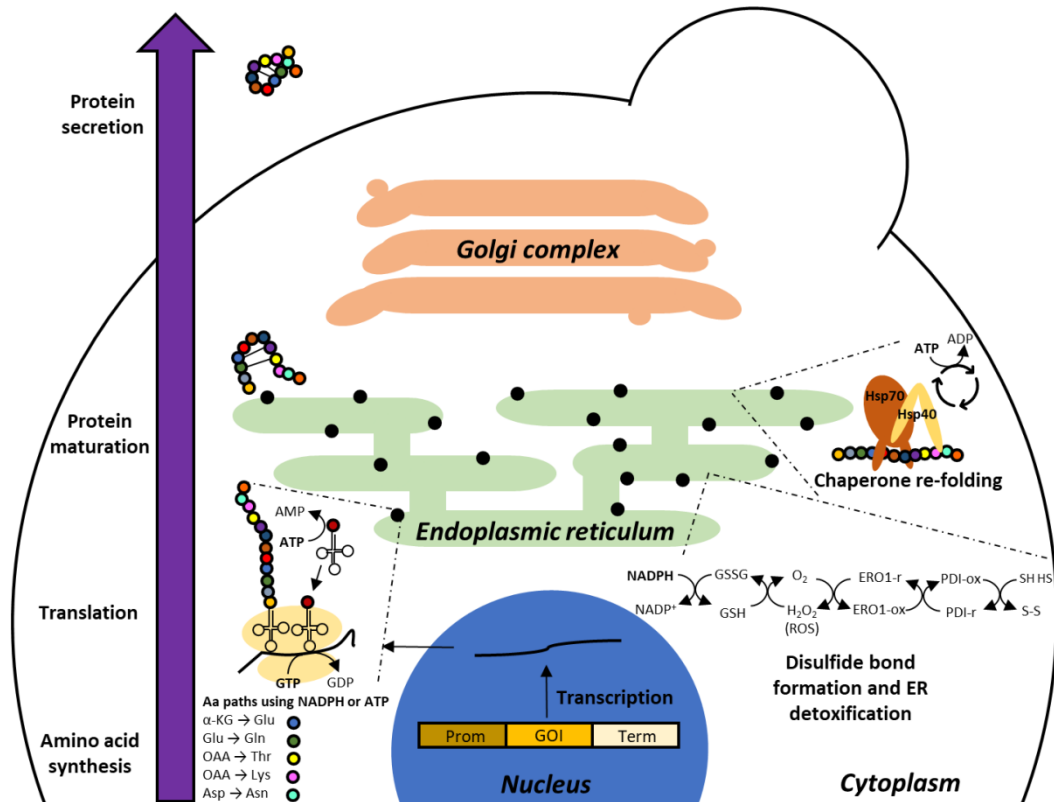 Protein
secretion
Golgi complex
ATP
ADP
Hsp70
Hsp40
Chaperone re-folding
Protein
maturation
Endoplasmic reticulum
AMP
ATP
Translation
GTP
GDP
NADPH
NADP⁺
GSSG
GSH
O₂
H₂O₂
(ROS)
ERO1-r
ERO1-ox
PDI-ox
PDI-r
SH HS
S-S
Disulfide bond
formation and ER
detoxification
Transcription
Prom
GOI
Term
Nucleus
Cytoplasm
Amino acid
synthesis
Aa paths using NADPH or ATP
α-KG → Glu
Glu → Gln
OAA → Thr
OAA → Lys
Asp → Asn